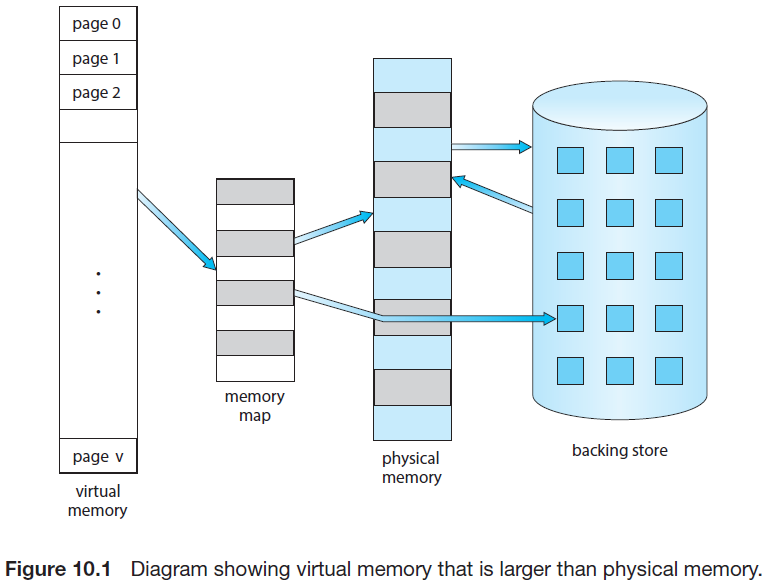 page 0
page 1
page 2
page v
virtual
memory
memory
map
physical
memory
backing store
Figure 10.1 Diagram showing virtual memory that is larger than physical memory.